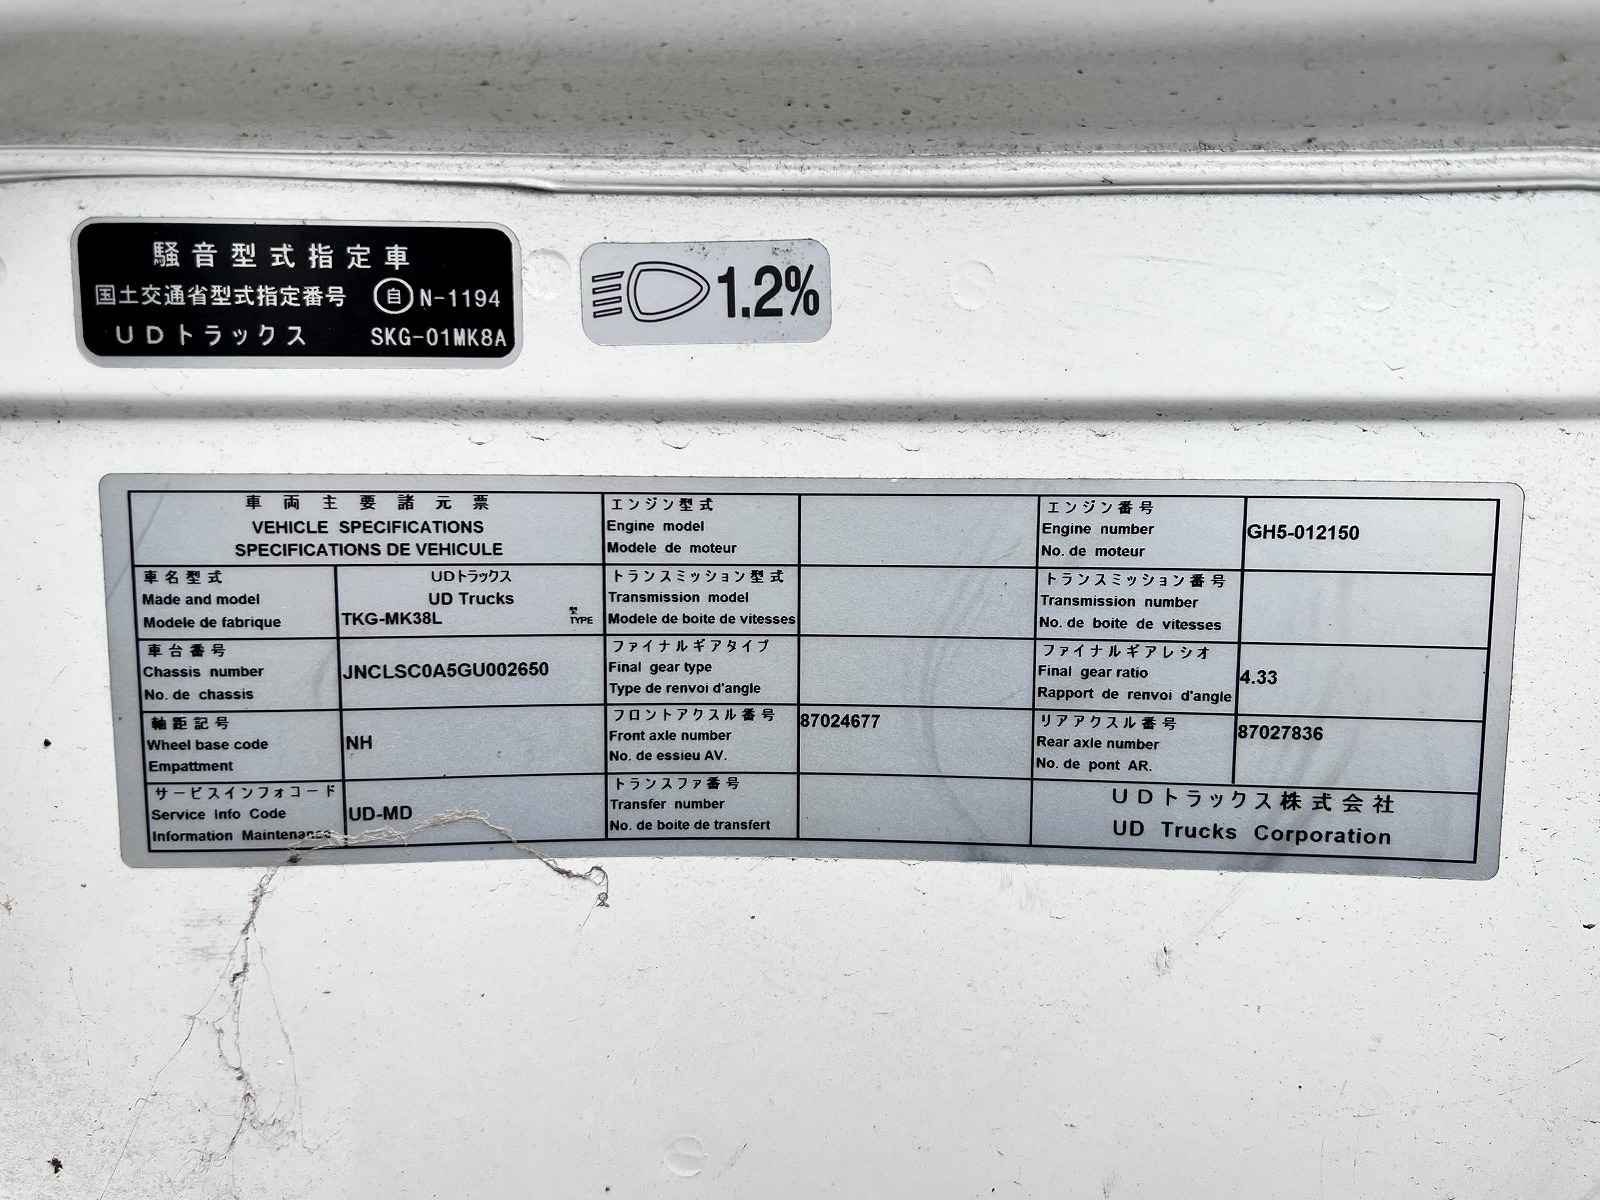 騒音型式指定車
国土交通省型式指定番号 自 N-1194
UDトラックス SKG-01MK8A
1.2%
車両主要諸元票
VEHICLE SPECIFICATIONS
SPECIFICATIONS DE VEHICULE
エンジン型式
Engine model
Modele de moteur
エンジン番号
Engine number
No. de moteur
GH5-012150
車名型式
Made and model
Modele de fabrique
UDトラックス
UD Trucks
TKG-MK38L
型
TYPE
トランスミッション型式
Transmission model
Modele de boite de vitesses
トランスミッション番号
Transmission number
No. de boite de vitesses
車台番号
Chassis number
No. de chassis
JNCLSC0A5GU002650
ファイナルギアタイプ
Final gear type
Type de renvoi d'angle
ファイナルギアレシオ
Final gear ratio
Rapport de renvoi d'angle
4.33
軸距記号
Wheel base code
Empattment
NH
フロントアクスル番号
Front axle number
No. de essieu AV.
87024677
リアアクスル番号
Rear axle number
No. de pont AR.
87027836
サービスインフォコード
Service Info Code
Information Maintenance
UD-MD
トランスファ番号
Transfer number
No. de boite de transfert
UDトラックス株式会社
UD Trucks Corporation